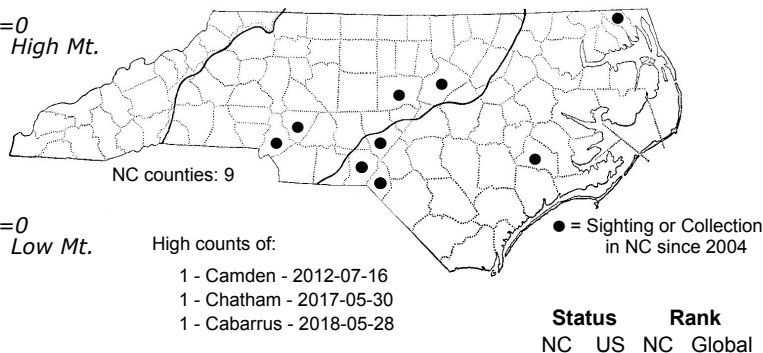 =0
High Mt.
NC counties: 9
=0
Low Mt.
High counts of:
1 - Camden - 2012-07-16
1 - Chatham - 2017-05-30
1 - Cabarrus - 2018-05-28
● = Sighting or Collection
in NC since 2004
Status Rank
NC US NC Global